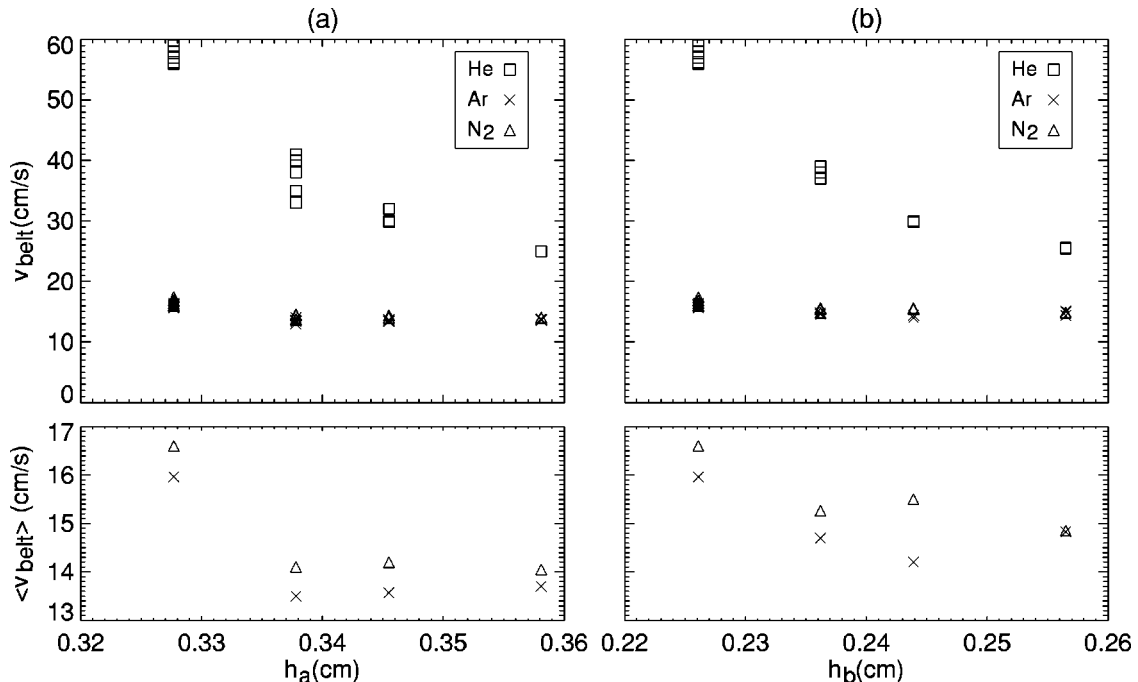 (a) (b)
60
50
40
30
20
10
0
v_belt(cm/s)
He
Ar
N2
He
Ar
N2
17
16
15
14
13
<v_belt> (cm/s)
0.32 0.33 0.34 0.35 0.36
0.22 0.23 0.24 0.25 0.26
h_a(cm) h_b(cm)